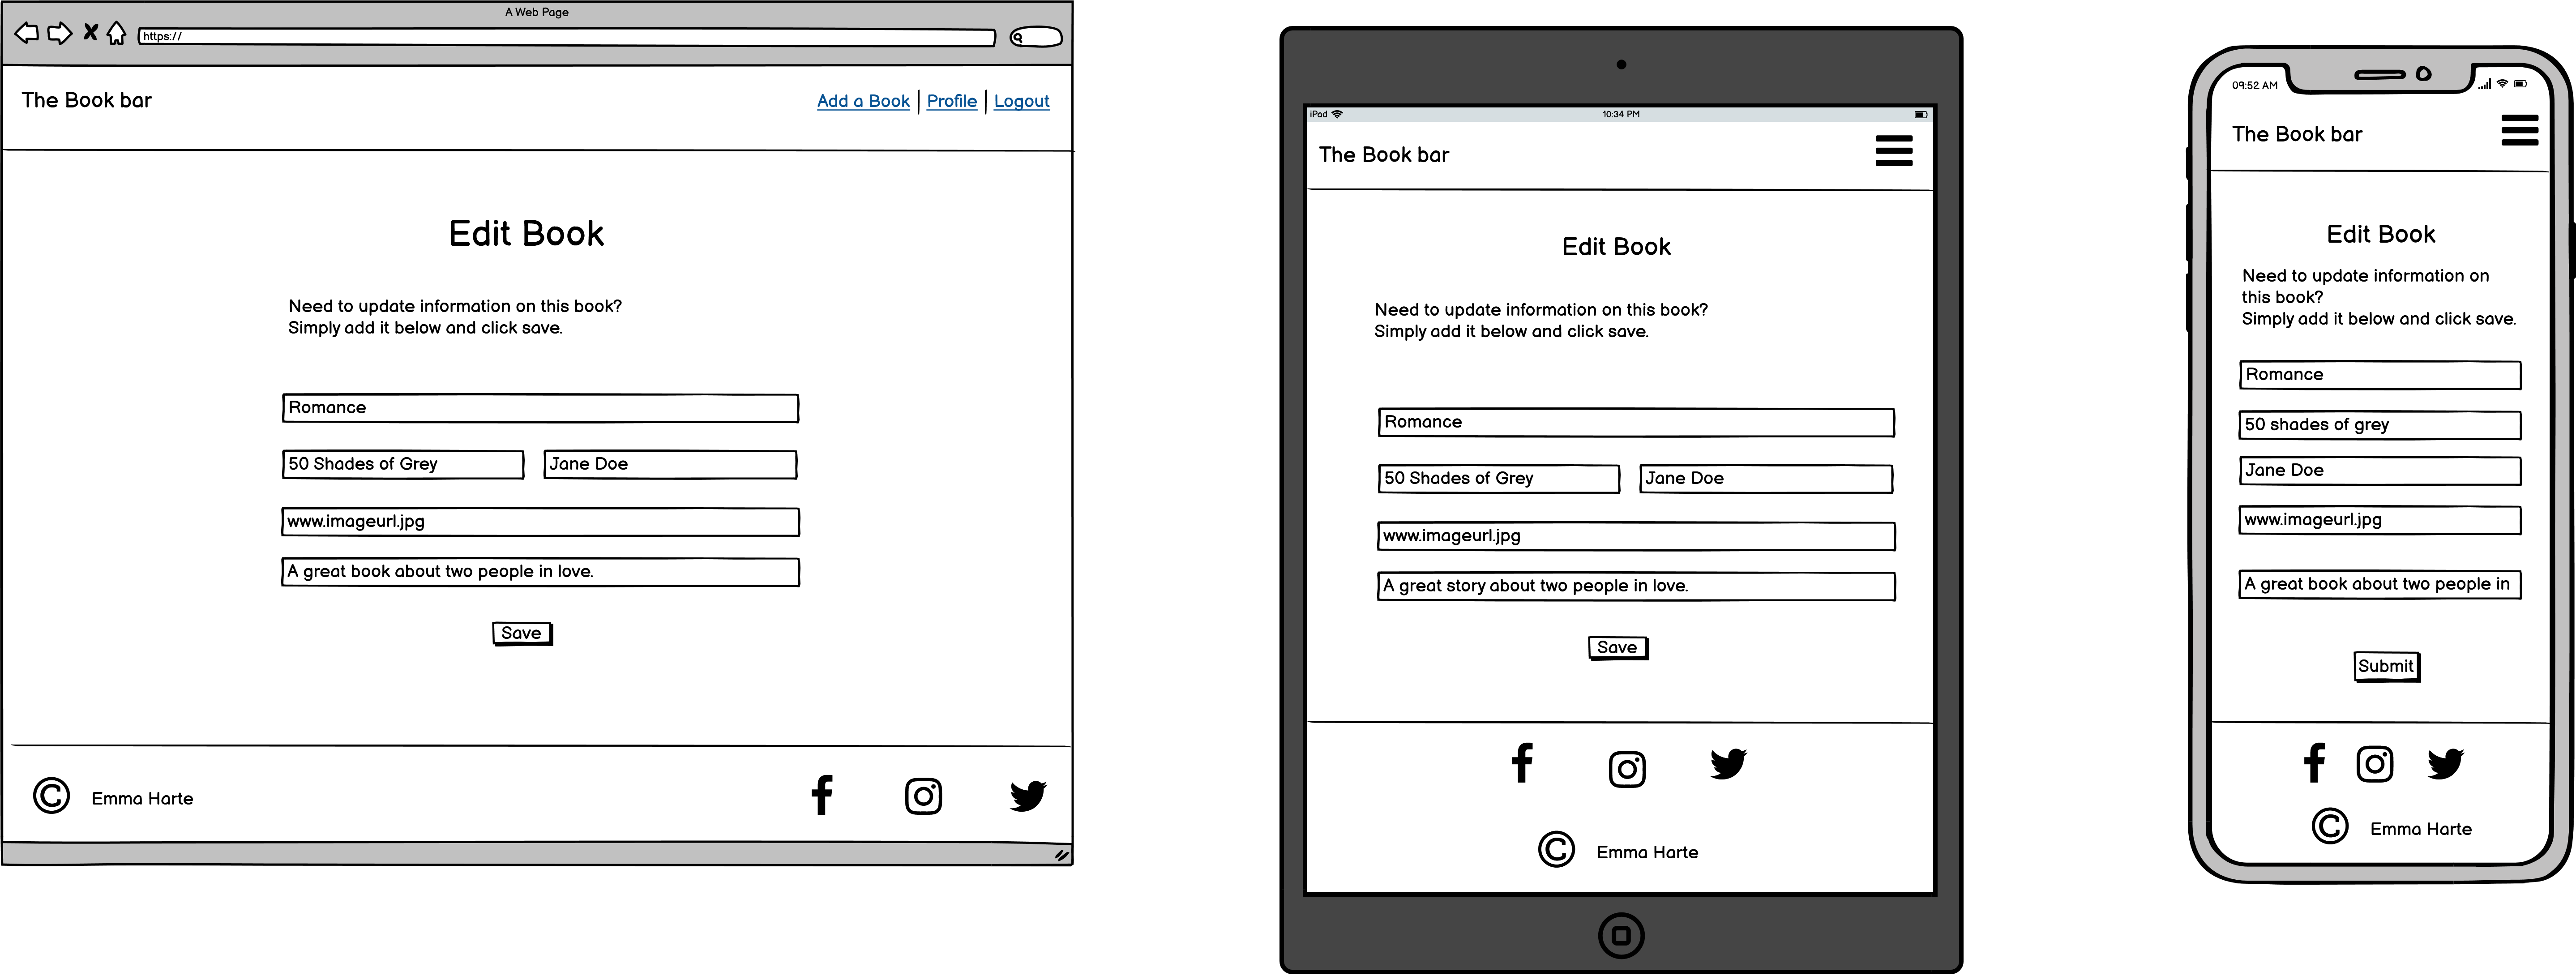 A Web Page
https://
The Book bar
Add a Book | Profile | Logout
Edit Book
Need to update information on this book?
Simply add it below and click save.
Romance
50 Shades of Grey
Jane Doe
www.imageurl.jpg
A great book about two people in love.
Save
© Emma Harte
iPad
10:34 PM
The Book bar
Edit Book
Need to update information on this book?
Simply add it below and click save.
Romance
50 Shades of Grey
Jane Doe
www.imageurl.jpg
A great story about two people in love.
Save
© Emma Harte
09:52 AM
The Book bar
Edit Book
Need to update information on
this book?
Simply add it below and click save.
Romance
50 shades of grey
Jane Doe
www.imageurl.jpg
A great book about two people in
Submit
© Emma Harte